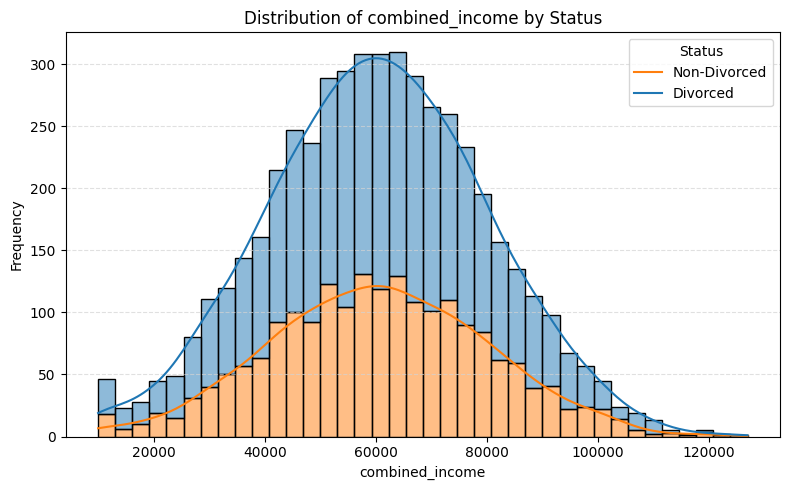 Distribution of combined_income by Status
Status
Non-Divorced
Divorced
Frequency
300
250
200
150
100
50
0
20000
40000
60000
80000
100000
120000
combined_income